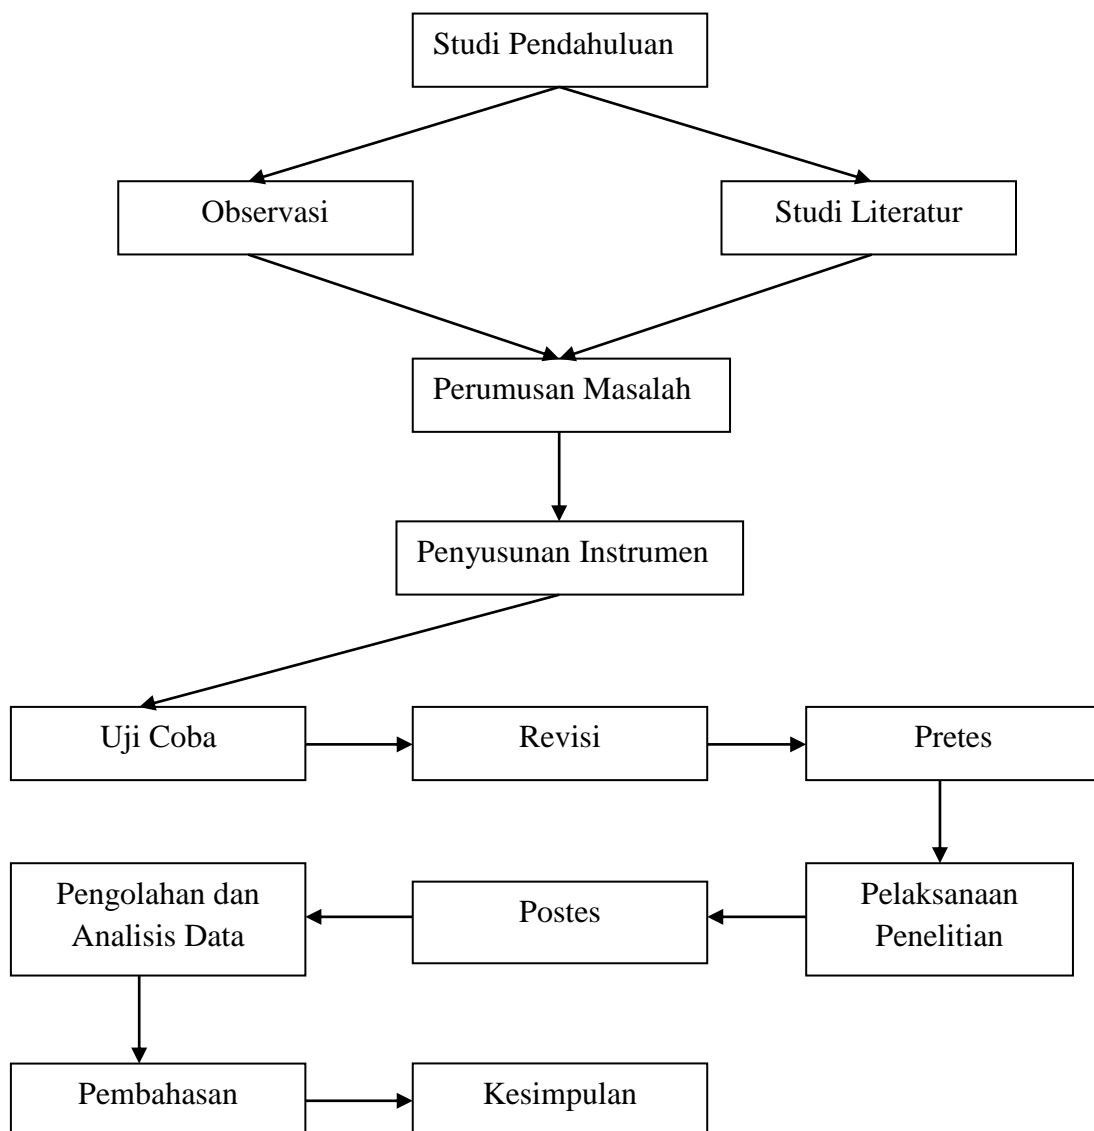 Studi Pendahuluan
Observasi
Studi Literatur
Perumusan Masalah
Penyusunan Instrumen
Uji Coba
Revisi
Pretes
Pelaksanaan
Penelitian
Postes
Pengolahan dan
Analisis Data
Pembahasan
Kesimpulan